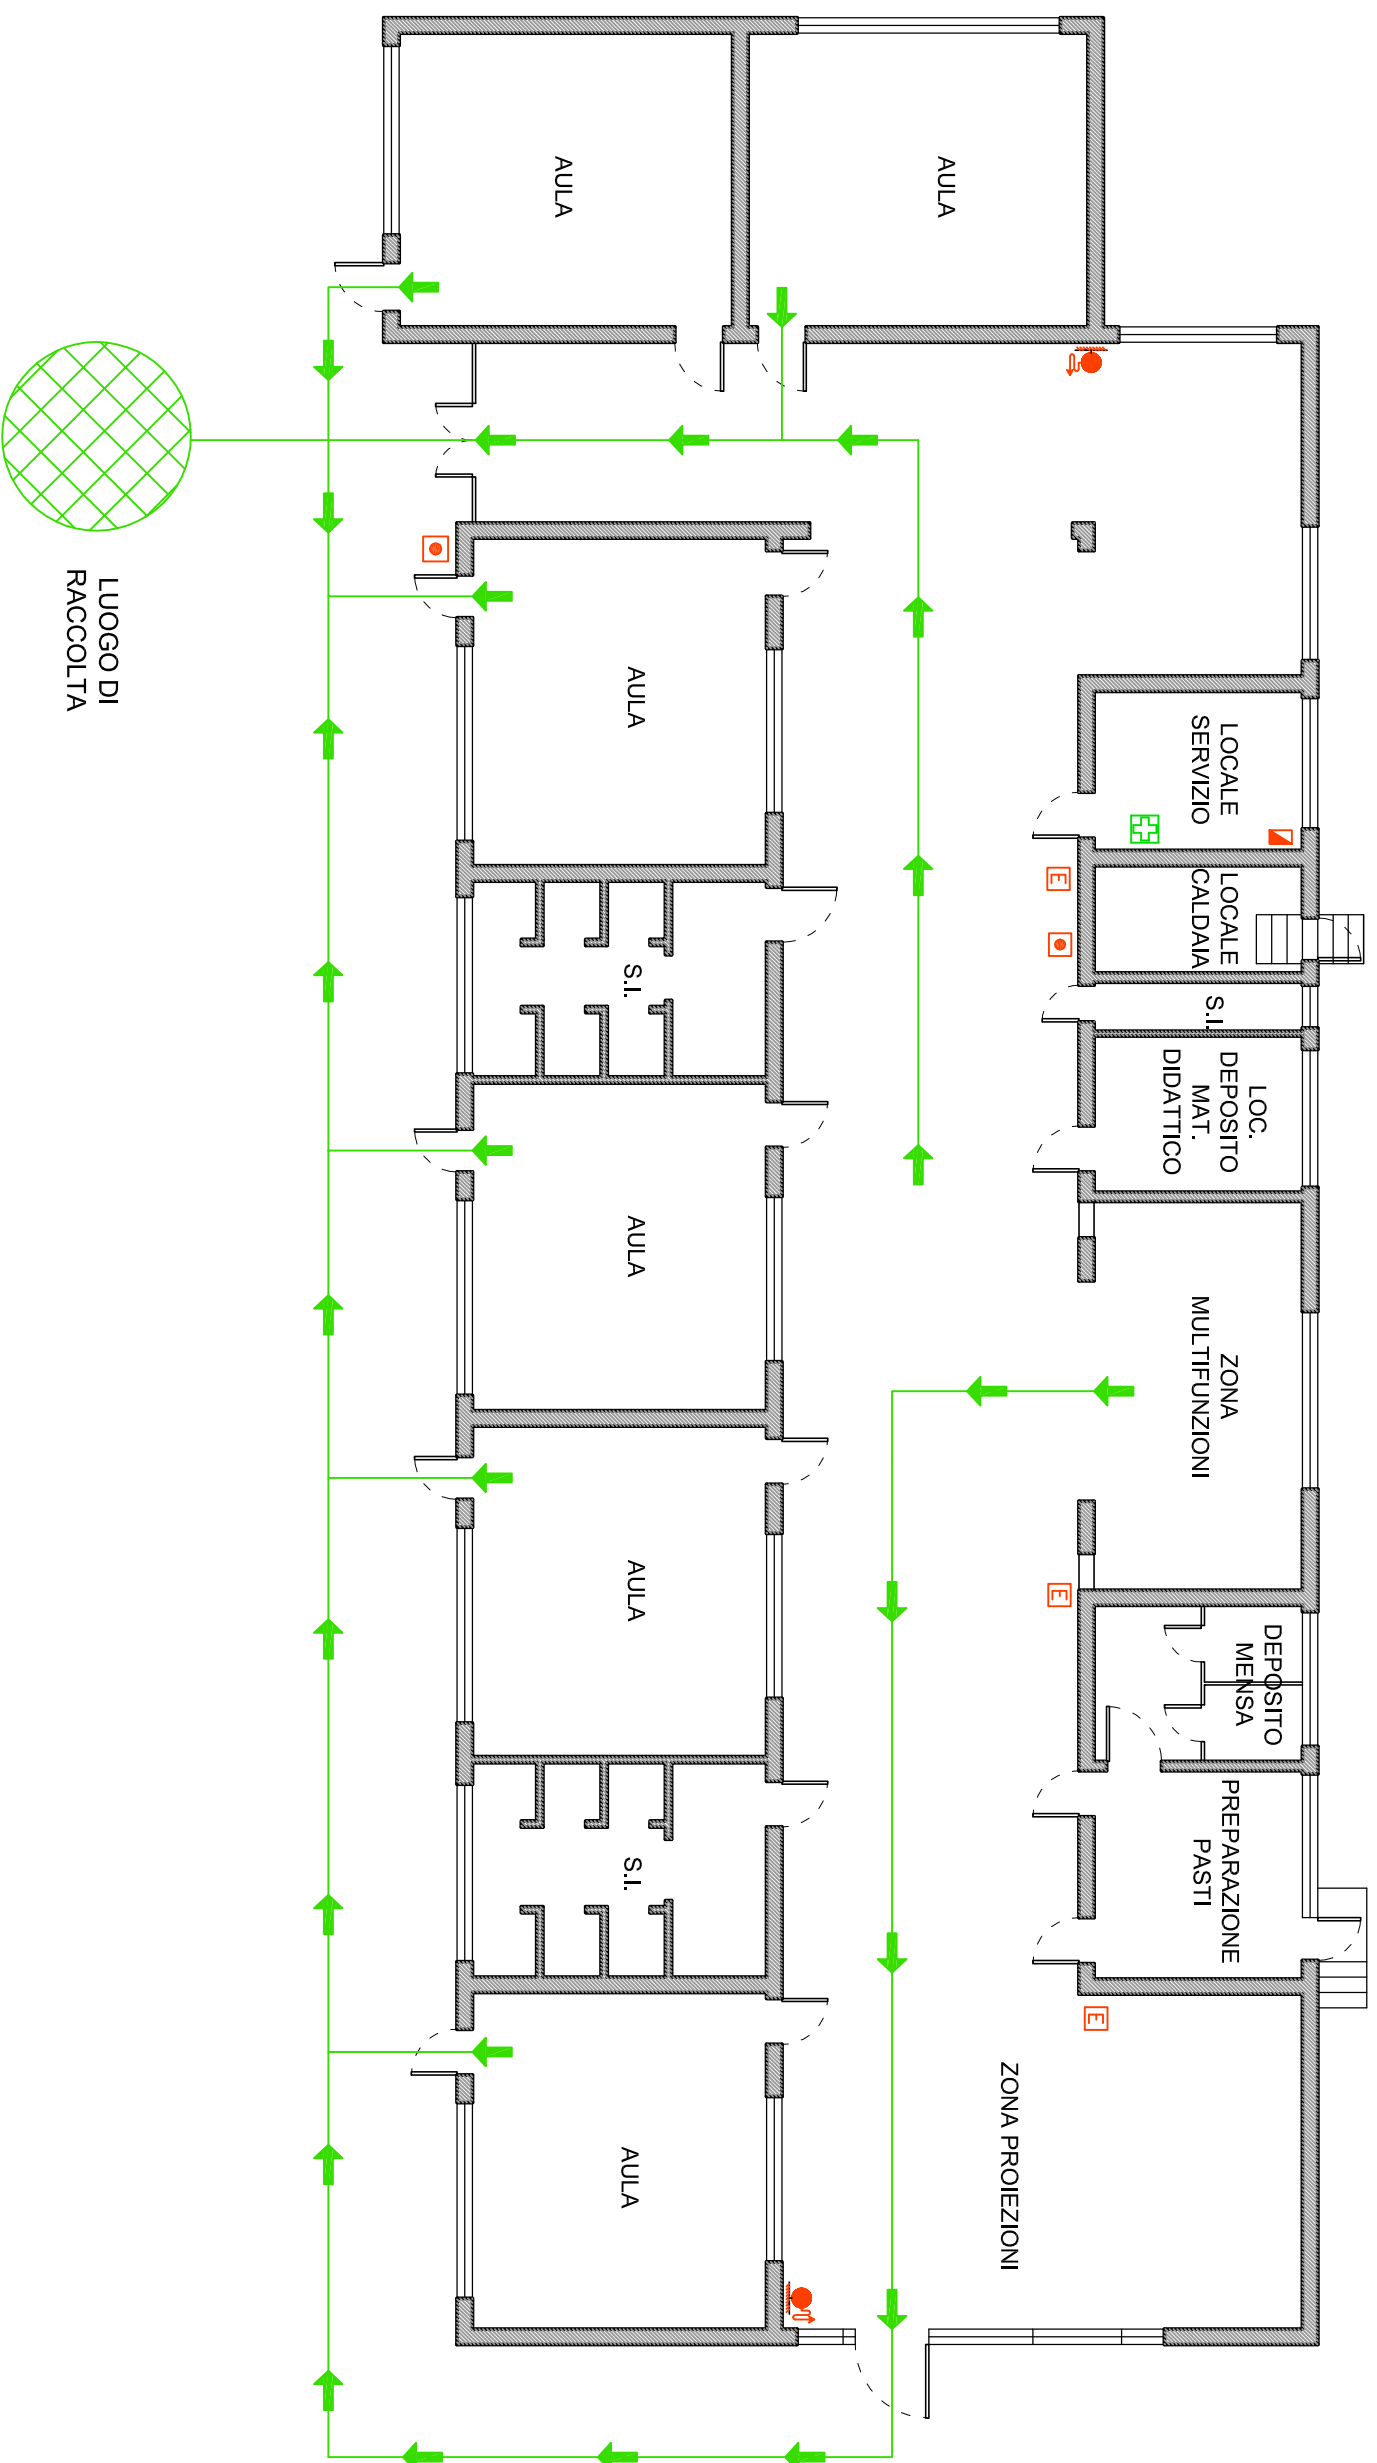 LOCALE
SERVIZIO
LOCALE
CALDAIA
S.I.
LOC.
DEPOSITO
MAT.
DIDATTICO
ZONA
MULTIFUNZIONI
DEPOSITO
MENSA
PREPARAZIONE
PASTI
AULA
E
E
E
ZONA PROIEZIONI
AULA
AULA
S.I.
AULA
AULA
S.I.
AULA
LUOGO DI
RACCOLTA